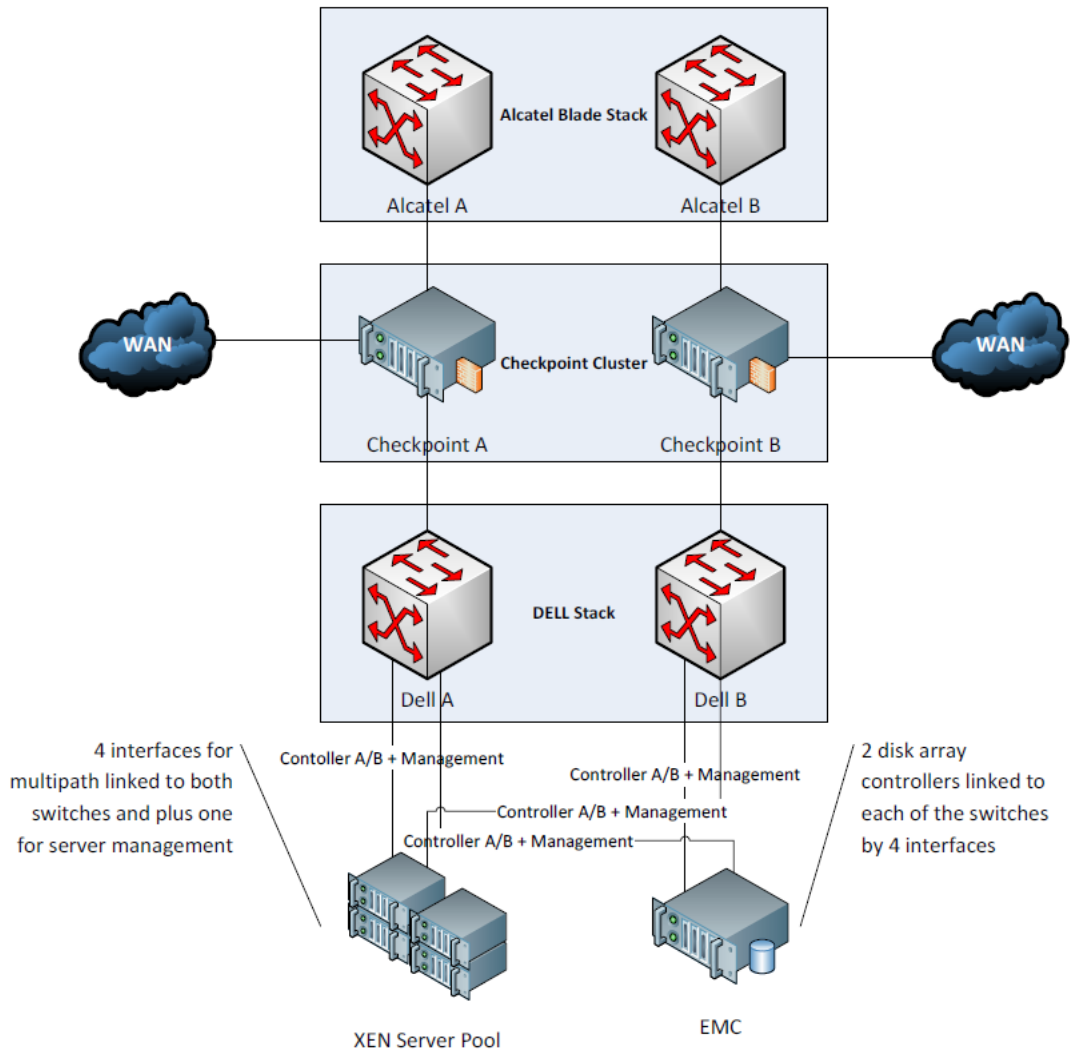 Alcatel Blade Stack
Alcatel A
Alcatel B
WAN
Checkpoint Cluster
WAN
Checkpoint A
Checkpoint B
DELL Stack
Dell A
Dell B
4 interfaces for
multipath linked to both
switches and plus one
for server management
Contoller A/B + Management
Controller A/B + Management
Controller A/B + Management
Controller A/B + Management
2 disk array
controllers linked to
each of the switches
by 4 interfaces
XEN Server Pool
EMC